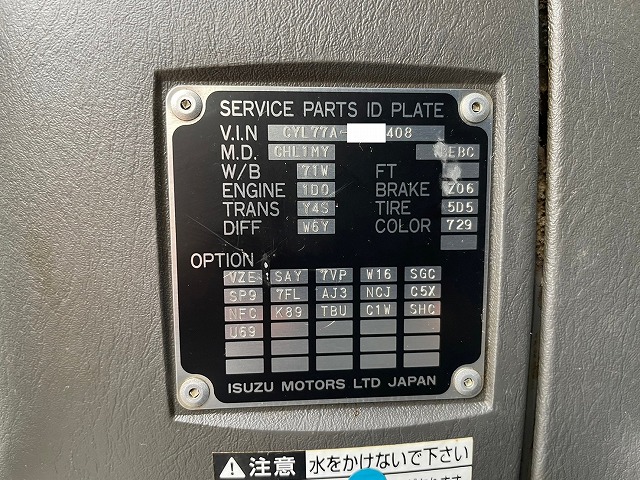 SERVICE PARTS ID PLATE
V.I.N CYL77A- 408
M.D. CHL1MY
W/B 71W FT
ENGINE 1D0 BRAKE Z06
TRANS Y4S TIRE 5D5
DIFF W6Y COLOR 729
OPTION
VZE SAY 7VP W16 SGC
SP9 7FL AJ3 NCJ C5X
NFC K89 TBU C1W SHC
U69
ISUZU MOTORS LTD JAPAN
注意 水をかけないで下さい